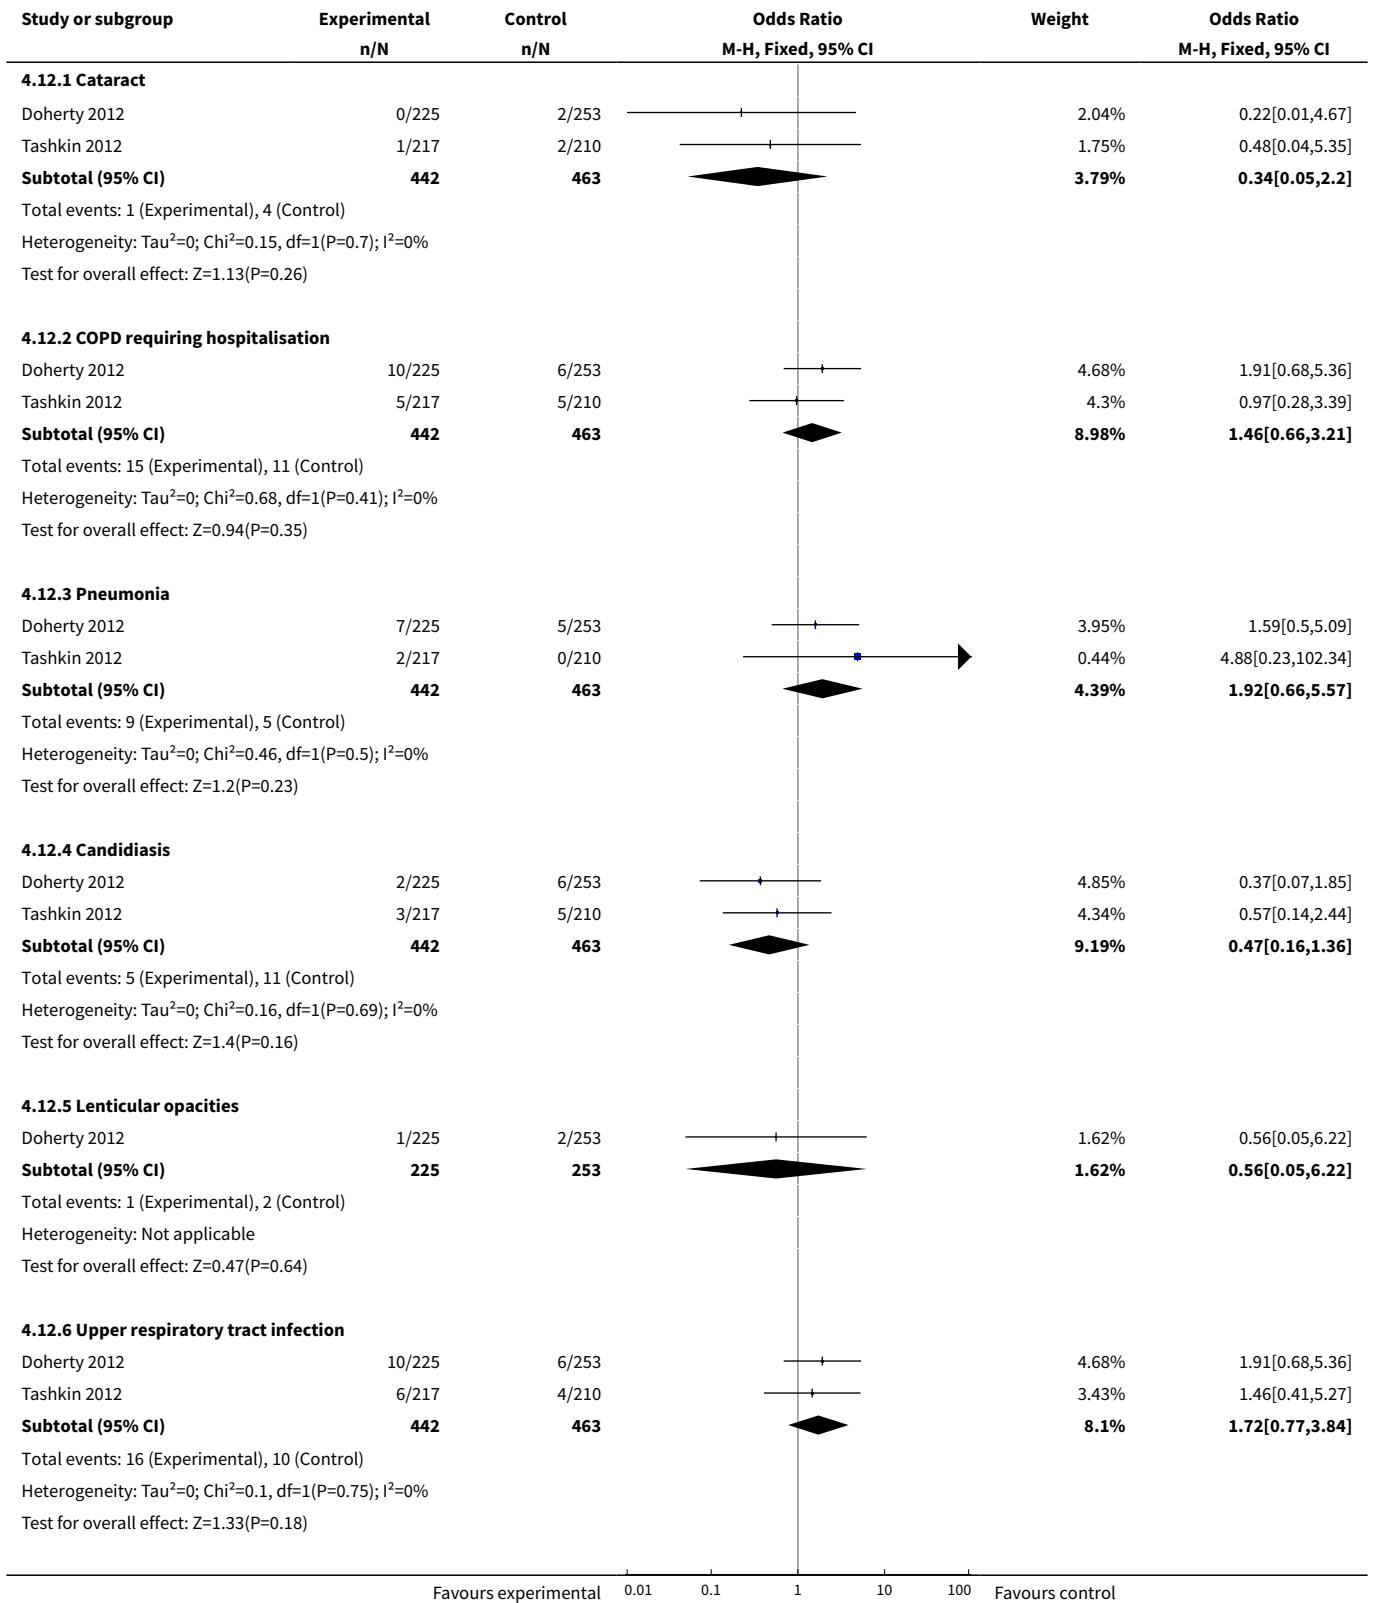 Study or subgroup Experimental Control Odds Ratio Weight Odds Ratio
n/N n/N M-H, Fixed, 95% CI M-H, Fixed, 95% CI
4.12.1 Cataract
Doherty 2012 0/225 2/253 2.04% 0.22[0.01,4.67]
Tashkin 2012 1/217 2/210 1.75% 0.48[0.04,5.35]
Subtotal (95% CI) 442 463 3.79% 0.34[0.05,2.2]
Total events: 1 (Experimental), 4 (Control)
Heterogeneity: Tau²=0; Chi²=0.15, df=1(P=0.7); I²=0%
Test for overall effect: Z=1.13(P=0.26)
4.12.2 COPD requiring hospitalisation
Doherty 2012 10/225 6/253 4.68% 1.91[0.68,5.36]
Tashkin 2012 5/217 5/210 4.3% 0.97[0.28,3.39]
Subtotal (95% CI) 442 463 8.98% 1.46[0.66,3.21]
Total events: 15 (Experimental), 11 (Control)
Heterogeneity: Tau²=0; Chi²=0.68, df=1(P=0.41); I²=0%
Test for overall effect: Z=0.94(P=0.35)
4.12.3 Pneumonia
Doherty 2012 7/225 5/253 3.95% 1.59[0.5,5.09]
Tashkin 2012 2/217 0/210 0.44% 4.88[0.23,102.34]
Subtotal (95% CI) 442 463 4.39% 1.92[0.66,5.57]
Total events: 9 (Experimental), 5 (Control)
Heterogeneity: Tau²=0; Chi²=0.46, df=1(P=0.5); I²=0%
Test for overall effect: Z=1.2(P=0.23)
4.12.4 Candidiasis
Doherty 2012 2/225 6/253 4.85% 0.37[0.07,1.85]
Tashkin 2012 3/217 5/210 4.34% 0.57[0.14,2.44]
Subtotal (95% CI) 442 463 9.19% 0.47[0.16,1.36]
Total events: 5 (Experimental), 11 (Control)
Heterogeneity: Tau²=0; Chi²=0.16, df=1(P=0.69); I²=0%
Test for overall effect: Z=1.4(P=0.16)
4.12.5 Lenticular opacities
Doherty 2012 1/225 2/253 1.62% 0.56[0.05,6.22]
Subtotal (95% CI) 225 253 1.62% 0.56[0.05,6.22]
Total events: 1 (Experimental), 2 (Control)
Heterogeneity: Not applicable
Test for overall effect: Z=0.47(P=0.64)
4.12.6 Upper respiratory tract infection
Doherty 2012 10/225 6/253 4.68% 1.91[0.68,5.36]
Tashkin 2012 6/217 4/210 3.43% 1.46[0.41,5.27]
Subtotal (95% CI) 442 463 8.1% 1.72[0.77,3.84]
Total events: 16 (Experimental), 10 (Control)
Heterogeneity: Tau²=0; Chi²=0.1, df=1(P=0.75); I²=0%
Test for overall effect: Z=1.33(P=0.18)
Favours experimental 0.01 0.1 1 10 100 Favours control